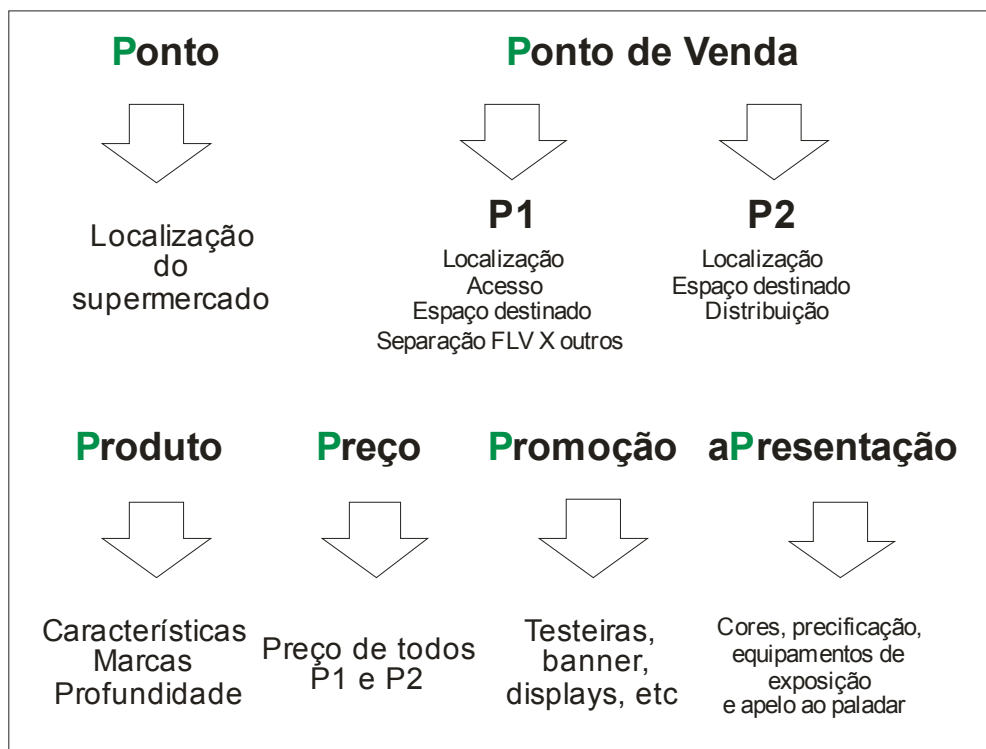 Ponto
Ponto de Venda
Localização
do
supermercado
P1
Localização
Acesso
Espaço destinado
Separação FLV X outros
P2
Localização
Espaço destinado
Distribuição
Produto
Preço
Promoção
aPresentação
Características
Marcas
Profundidade
Preço de todos
P1 e P2
Testeiras,
banner,
displays, etc
Cores, precificação,
equipamentos de
exposição
e apelo ao paladar